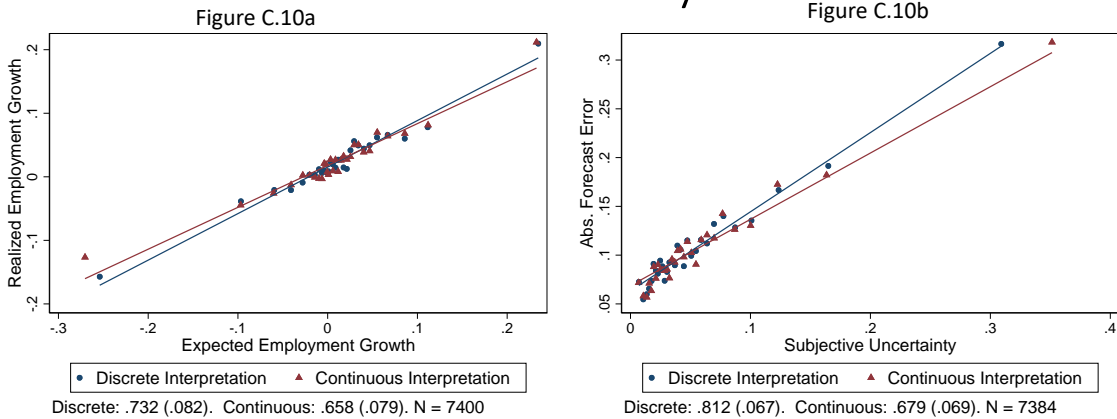 Figure C.10a
Realized Employment Growth
.2
.1
0
-.1
-.2
-.3 -.2 -.1 0 .1 .2
Expected Employment Growth
Discrete Interpretation Continuous Interpretation
Discrete: .732 (.082). Continuous: .658 (.079). N = 7400
Figure C.10b
Abs. Forecast Error
.3
.25
.2
.15
.1
.05
0 .1 .2 .3 .4
Subjective Uncertainty
Discrete Interpretation Continuous Interpretation
Discrete: .812 (.067). Continuous: .679 (.069). N = 7384